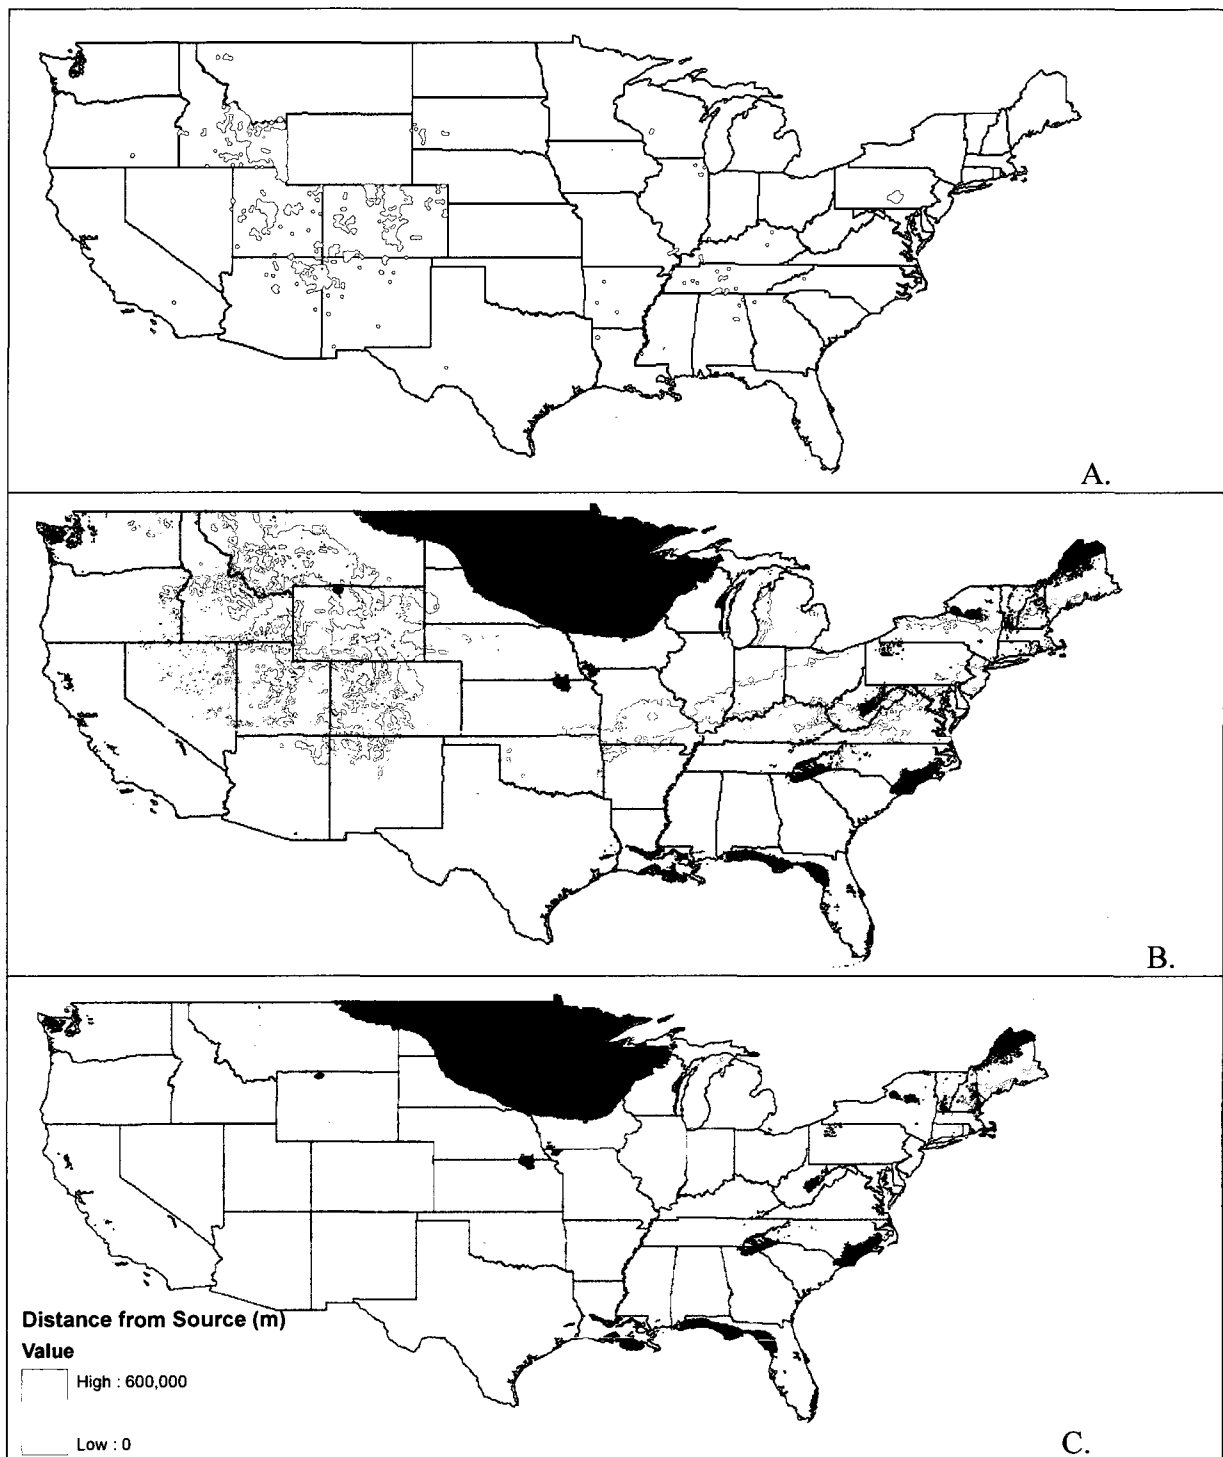 A.
B.
Distance from Source (m)
Value
High : 600,000
Low : 0
C.